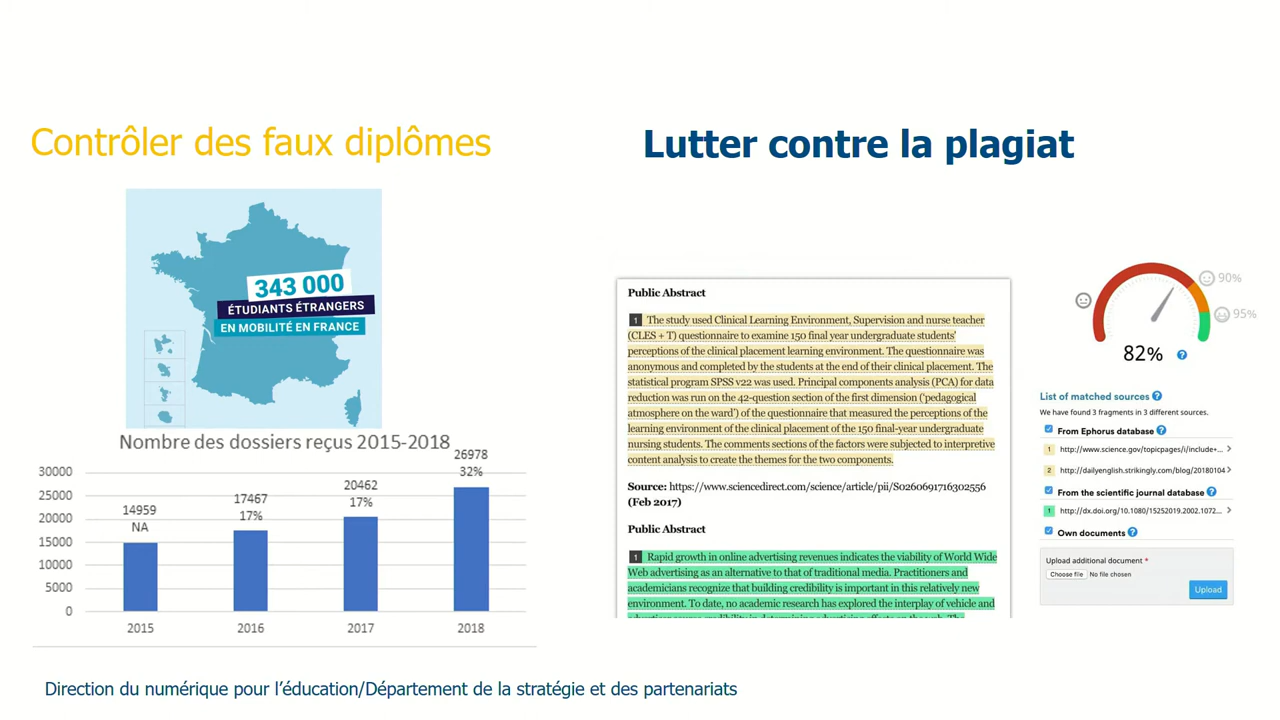 Contrôler des faux diplômes
343 000
ÉTUDIANTS ÉTRANGERS
EN MOBILITÉ EN FRANCE
Nombre des dossiers reçus 2015-2018
30000
25000
20000
15000
10000
5000
0
14959
NA
17467
17%
20462
17%
26978
32%
2015
2016
2017
2018
Lutter contre la plagiat
Public Abstract
1 The study used Clinical Learning Environment, Supervision and nurse teacher
(CLES + T) questionnaire to examine 150 final year undergraduate students'
perceptions of the clinical placement learning environment. The questionnaire was
anonymous and completed by the students at the end of their clinical placement. The
statistical program SPSS v22 was used. Principal components analysis (PCA) for data
reduction was run on the 42-question section of the first dimension ('pedagogical
atmosphere on the ward') of the questionnaire that measured the perceptions of the
learning environment of the clinical placement of the 150 final-year undergraduate
nursing students. The comments sections of the factors were subjected to interpretive
content analysis to create the themes for the two components.
Source: https://www.sciencedirect.com/science/article/pii/S0260691716302556
(Feb 2017)
Public Abstract
1 Rapid growth in online advertising revenues indicates the viability of World Wide
Web advertising as an alternative to that of traditional media. Practitioners and
academicians recognize that building credibility is important in this relatively new
environment. To date, no academic research has explored the interplay of vehicle and
90%
95%
82% ?
List of matched sources ?
We have found 3 fragments in 3 different sources.
From Ephorus database ?
1 http://www.science.gov/topicpages/i/include+...
2 http://dailyenglish.strikingly.com/blog/20180104
From the scientific journal database ?
1 http://dx.doi.org/10.1080/15252019.2002.1072...
Own documents ?
Upload additional document *
Choose file No file chosen
Upload
Direction du numérique pour l'éducation/Département de la stratégie et des partenariats